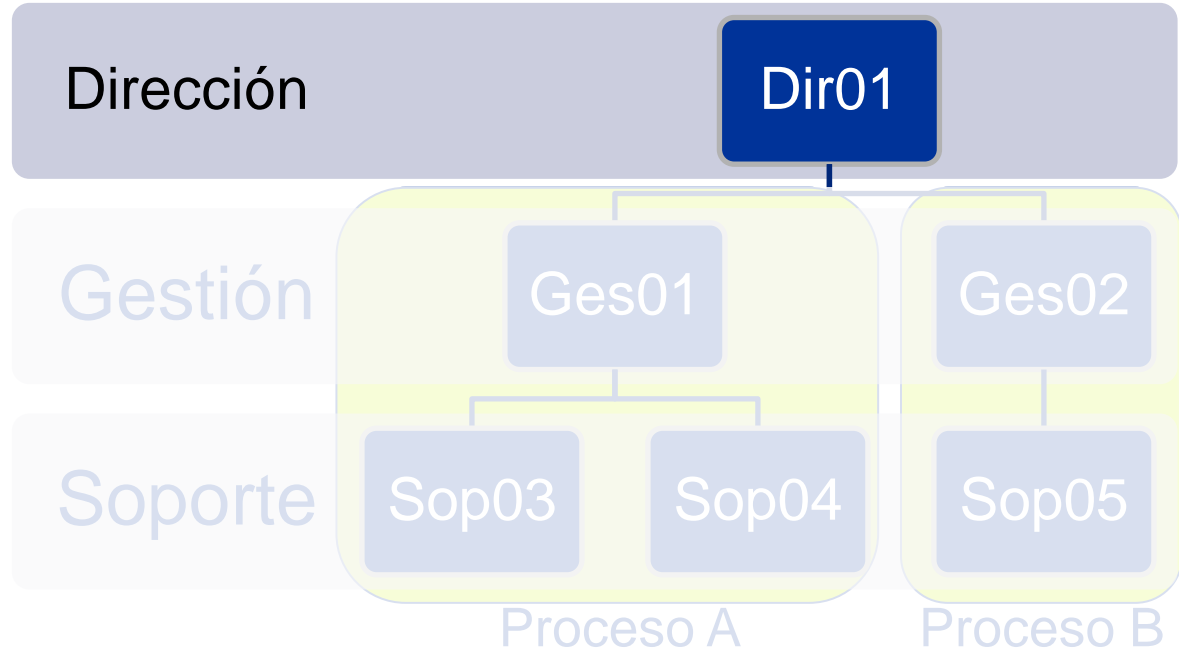 Dirección
Dir01
Gestión
Ges01
Ges02
Soporte
Sop03
Sop04
Sop05
Proceso A
Proceso B